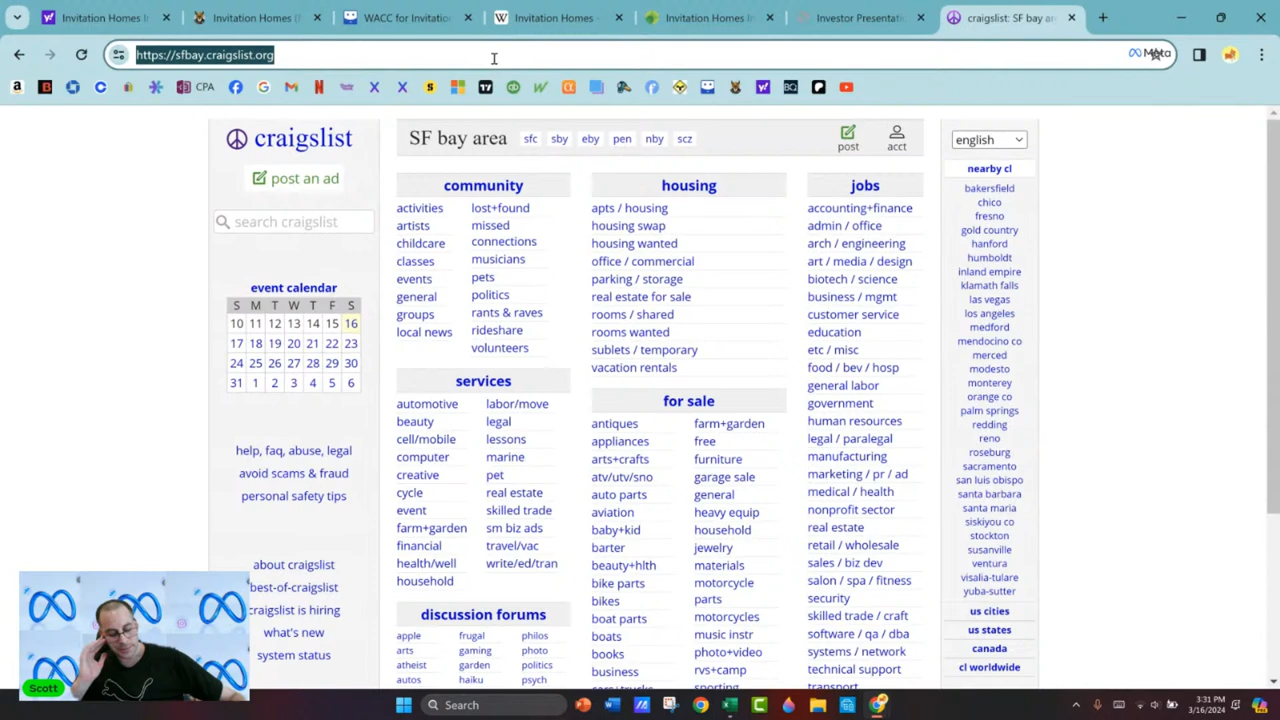 Invitation Homes I
Invitation Homes (I
WACC for Invitation
Invitation Homes -
Invitation Homes In
Investor Presentatio
craigslist: SF bay ar
https://sfbay.craigslist.org
Meta
CPA
craigslist
post an ad
search craigslist
event calendar
S M T W T F S
10 11 12 13 14 15 16
17 18 19 20 21 22 23
24 25 26 27 28 29 30
31 1 2 3 4 5 6
help, faq, abuse, legal
avoid scams & fraud
personal safety tips
about craigslist
best-of-craigslist
craigslist is hiring
what's new
system status
SF bay area sfc sby eby pen nby scz
post
acct
community
activities
artists
childcare
classes
events
general
groups
local news
lost+found
missed
connections
musicians
pets
politics
rants & raves
rideshare
volunteers
services
automotive
beauty
cell/mobile
computer
creative
cycle
event
farm+garden
financial
health/well
household
labor/move
legal
lessons
marine
pet
real estate
skilled trade
sm biz ads
travel/vac
write/ed/tran
discussion forums
apple
arts
atheist
autos
frugal
gaming
garden
haiku
philos
photo
politics
psych
housing
apts / housing
housing swap
housing wanted
office / commercial
parking / storage
real estate for sale
rooms / shared
rooms wanted
sublets / temporary
vacation rentals
for sale
antiques
appliances
arts+crafts
atv/utv/sno
auto parts
aviation
baby+kid
barter
beauty+hlth
bike parts
bikes
boat parts
boats
books
business
cars+trucks
farm+garden
free
furniture
garage sale
general
heavy equip
household
jewelry
materials
motorcycle
parts
motorcycles
music instr
photo+video
rvs+camp
sporting
jobs
accounting+finance
admin / office
arch / engineering
art / media / design
biotech / science
business / mgmt
customer service
education
etc / misc
food / bev / hosp
general labor
government
human resources
legal / paralegal
manufacturing
marketing / pr / ad
medical / health
nonprofit sector
real estate
retail / wholesale
sales / biz dev
salon / spa / fitness
security
skilled trade / craft
software / qa / dba
systems / network
technical support
transport
english
nearby cl
bakersfield
chico
fresno
gold country
hanford
humboldt
inland empire
klamath falls
las vegas
los angeles
medford
mendocino co
merced
modesto
monterey
orange co
palm springs
redding
reno
roseburg
sacramento
san luis obispo
santa barbara
santa maria
siskiyou co
stockton
susanville
ventura
visalia-tulare
yuba-sutter
us cities
us states
canada
cl worldwide
Scott
Search
3:31 PM
3/16/2024